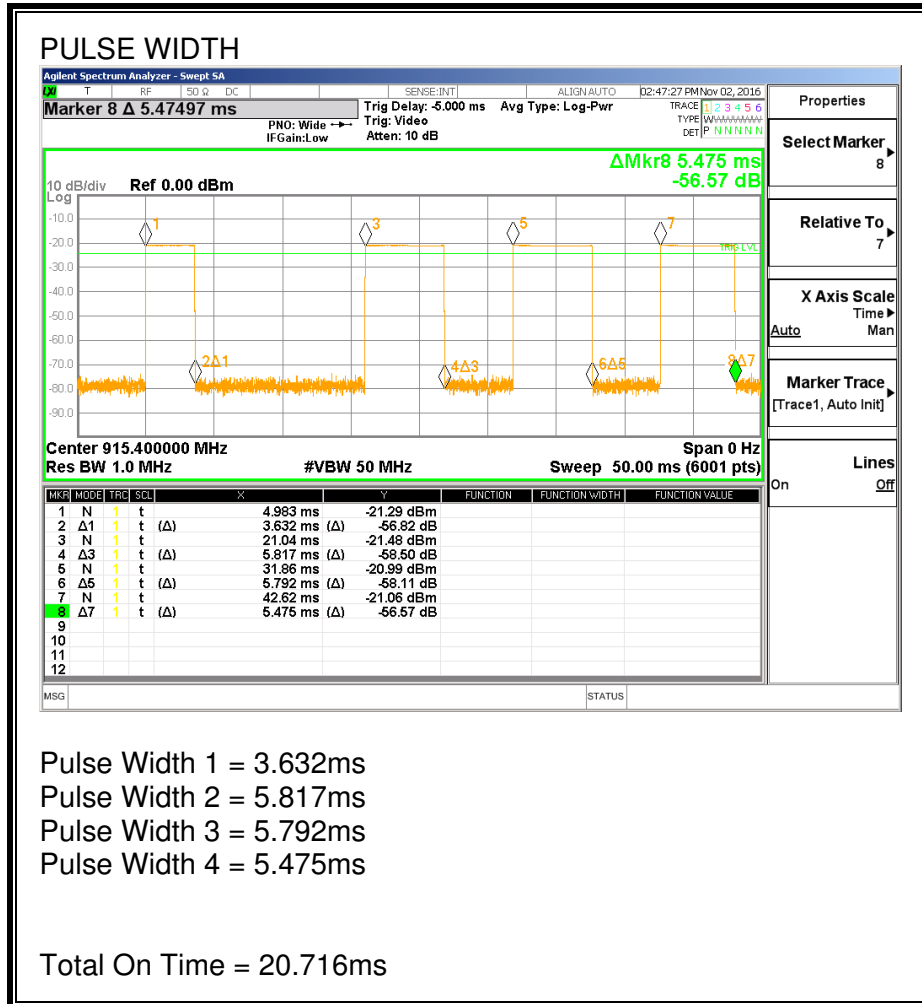 PULSE WIDTH
Agilent Spectrum Analyzer - Swept SA
LXI T RF 50 Ω DC SENSE:INT ALIGN AUTO 02:47:27 PM Nov 02, 2016
Marker 8 Δ 5.47497 ms
PNO: Wide
IFGain:Low
Trig Delay: -5.000 ms
Trig: Video
Atten: 10 dB
Avg Type: Log-Pwr
TRACE 1 2 3 4 5 6
TYPE WWWWWW
DET P N N N N N
ΔMkr8 5.475 ms
-56.57 dB
10 dB/div Ref 0.00 dBm
Log
-10.0
-20.0
-30.0
-40.0
-50.0
-60.0
-70.0
-80.0
-90.0
1
3
5
7
TRIG LVL
2Δ1
4Δ3
6Δ5
8Δ7
Center 915.400000 MHz Span 0 Hz
Res BW 1.0 MHz #VBW 50 MHz Sweep 50.00 ms (6001 pts)
MKR MODE TRC SCL X Y FUNCTION FUNCTION WIDTH FUNCTION VALUE
1 N 1 t 4.983 ms -21.29 dBm
2 Δ1 1 t (Δ) 3.632 ms (Δ) -56.82 dB
3 N 1 t 21.04 ms -21.48 dBm
4 Δ3 1 t (Δ) 5.817 ms (Δ) -58.50 dB
5 N 1 t 31.86 ms -20.99 dBm
6 Δ5 1 t (Δ) 5.792 ms (Δ) -58.11 dB
7 N 1 t 42.62 ms -21.06 dBm
8 Δ7 1 t (Δ) 5.475 ms (Δ) -56.57 dB
9
10
11
12
MSG STATUS
Properties
Select Marker
8
Relative To
7
X Axis Scale
Time
Auto Man
Marker Trace
[Trace1, Auto Init]
Lines
On Off
Pulse Width 1 = 3.632ms
Pulse Width 2 = 5.817ms
Pulse Width 3 = 5.792ms
Pulse Width 4 = 5.475ms
Total On Time = 20.716ms